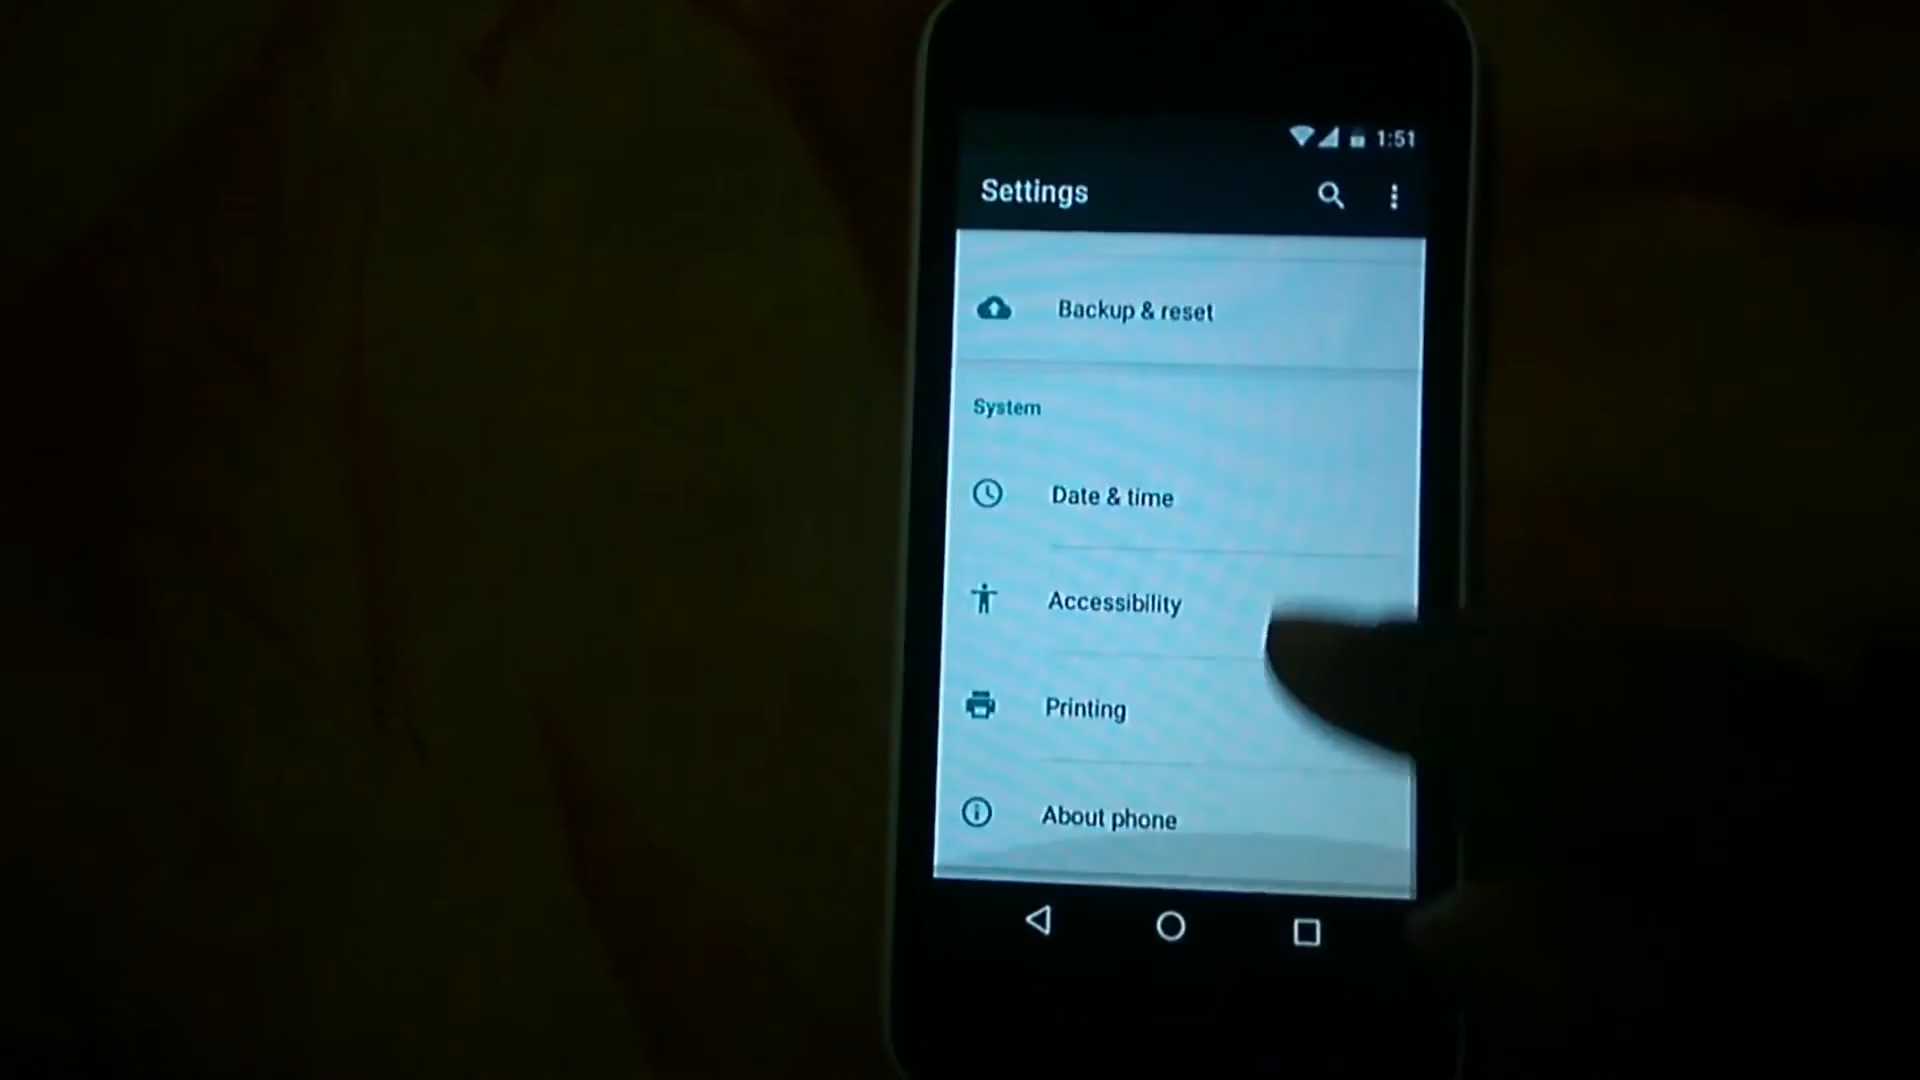 1:51
Settings
Backup & reset
System
Date & time
Accessibility
Printing
About phone